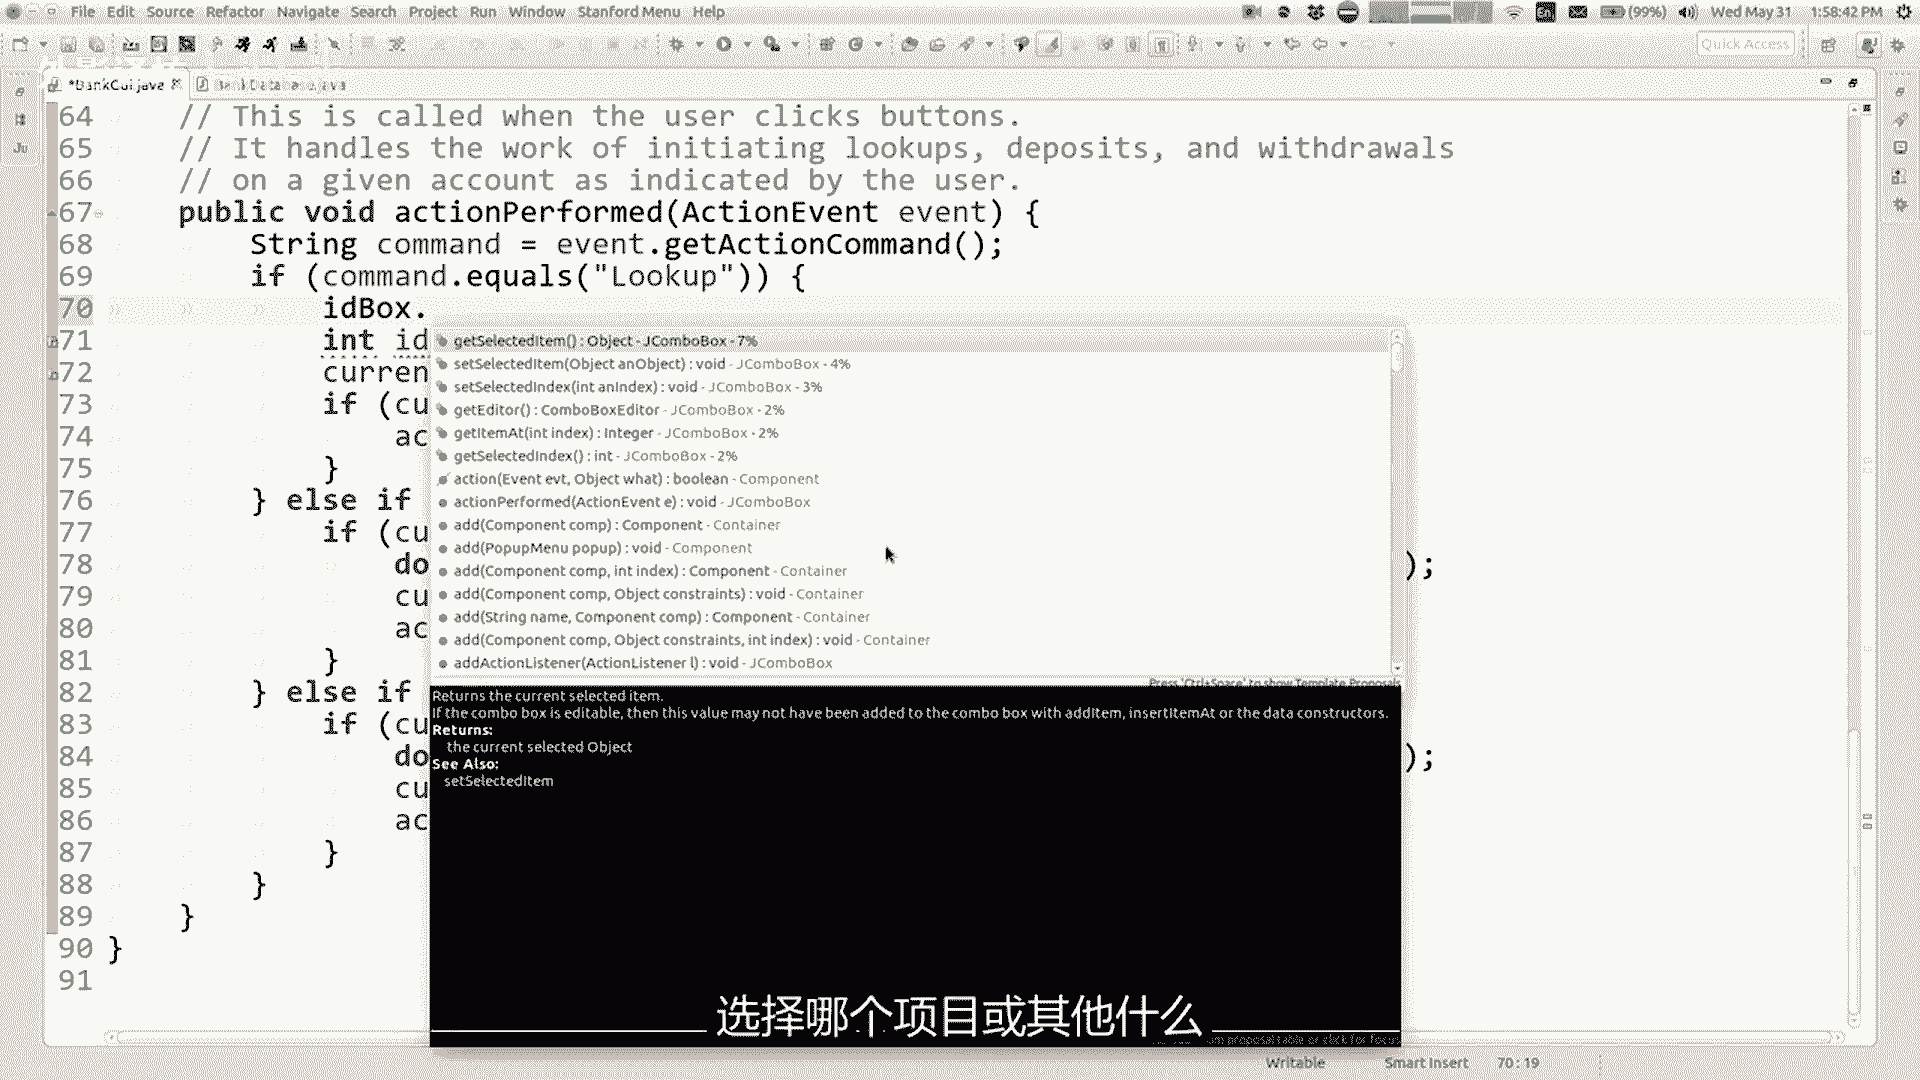 File Edit Source Refactor Navigate Search Project Run Window Stanford Menu Help
(99%) Wed May 31 1:58:42 PM
Quick Access
*BankGui.java BankDatabase.java
64 // This is called when the user clicks buttons.
65 // It handles the work of initiating lookups, deposits, and withdrawals
66 // on a given account as indicated by the user.
67 public void actionPerformed(ActionEvent event) {
68 String command = event.getActionCommand();
69 if (command.equals("Lookup")) {
70 idBox.
71 int id
72 curren
73 if (cu
74 ac
75 }
76 } else if
77 if (cu
78 do );
79 cu
80 ac
81 }
82 } else if
83 if (cu
84 do );
85 cu
86 ac
87 }
88 }
89 }
90 }
91
getSelectedItem() : Object - JComboBox - 7%
setSelectedItem(Object anObject) : void - JComboBox - 4%
setSelectedIndex(int anIndex) : void - JComboBox - 3%
getEditor() : ComboBoxEditor - JComboBox - 2%
getItemAt(int index) : Integer - JComboBox - 2%
getSelectedIndex() : int - JComboBox - 2%
action(Event evt, Object what) : boolean - Component
actionPerformed(ActionEvent e) : void - JComboBox
add(Component comp) : Component - Container
add(PopupMenu popup) : void - Component
add(Component comp, int index) : Component - Container
add(Component comp, Object constraints) : void - Container
add(String name, Component comp) : Component - Container
add(Component comp, Object constraints, int index) : void - Container
addActionListener(ActionListener l) : void - JComboBox
Press 'Ctrl+Space' to show Template Proposals
Returns the current selected item.
If the combo box is editable, then this value may not have been added to the combo box with addItem, insertItemAt or the data constructors.
Returns:
the current selected Object
See Also:
setSelectedItem
选择哪个项目或其他什么
proposal table or click for focus
Writable Smart Insert 70 : 19